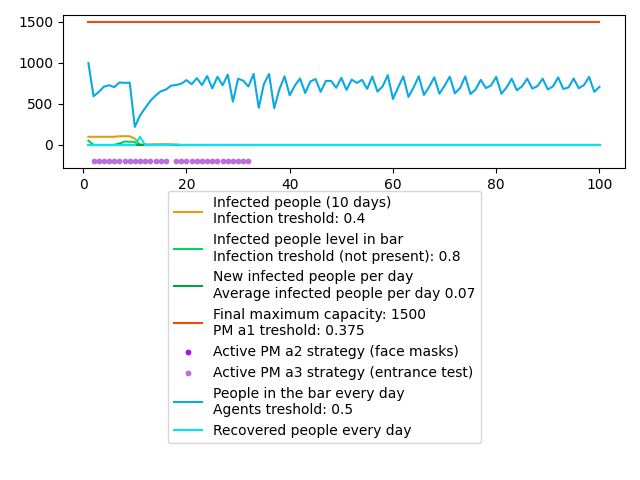 1500
1000
500
0
0 20 40 60 80 100
Infected people (10 days)
Infection treshold: 0.4
Infected people level in bar
Infection treshold (not present): 0.8
New infected people per day
Average infected people per day 0.07
Final maximum capacity: 1500
PM a1 treshold: 0.375
Active PM a2 strategy (face masks)
Active PM a3 strategy (entrance test)
People in the bar every day
Agents treshold: 0.5
Recovered people every day